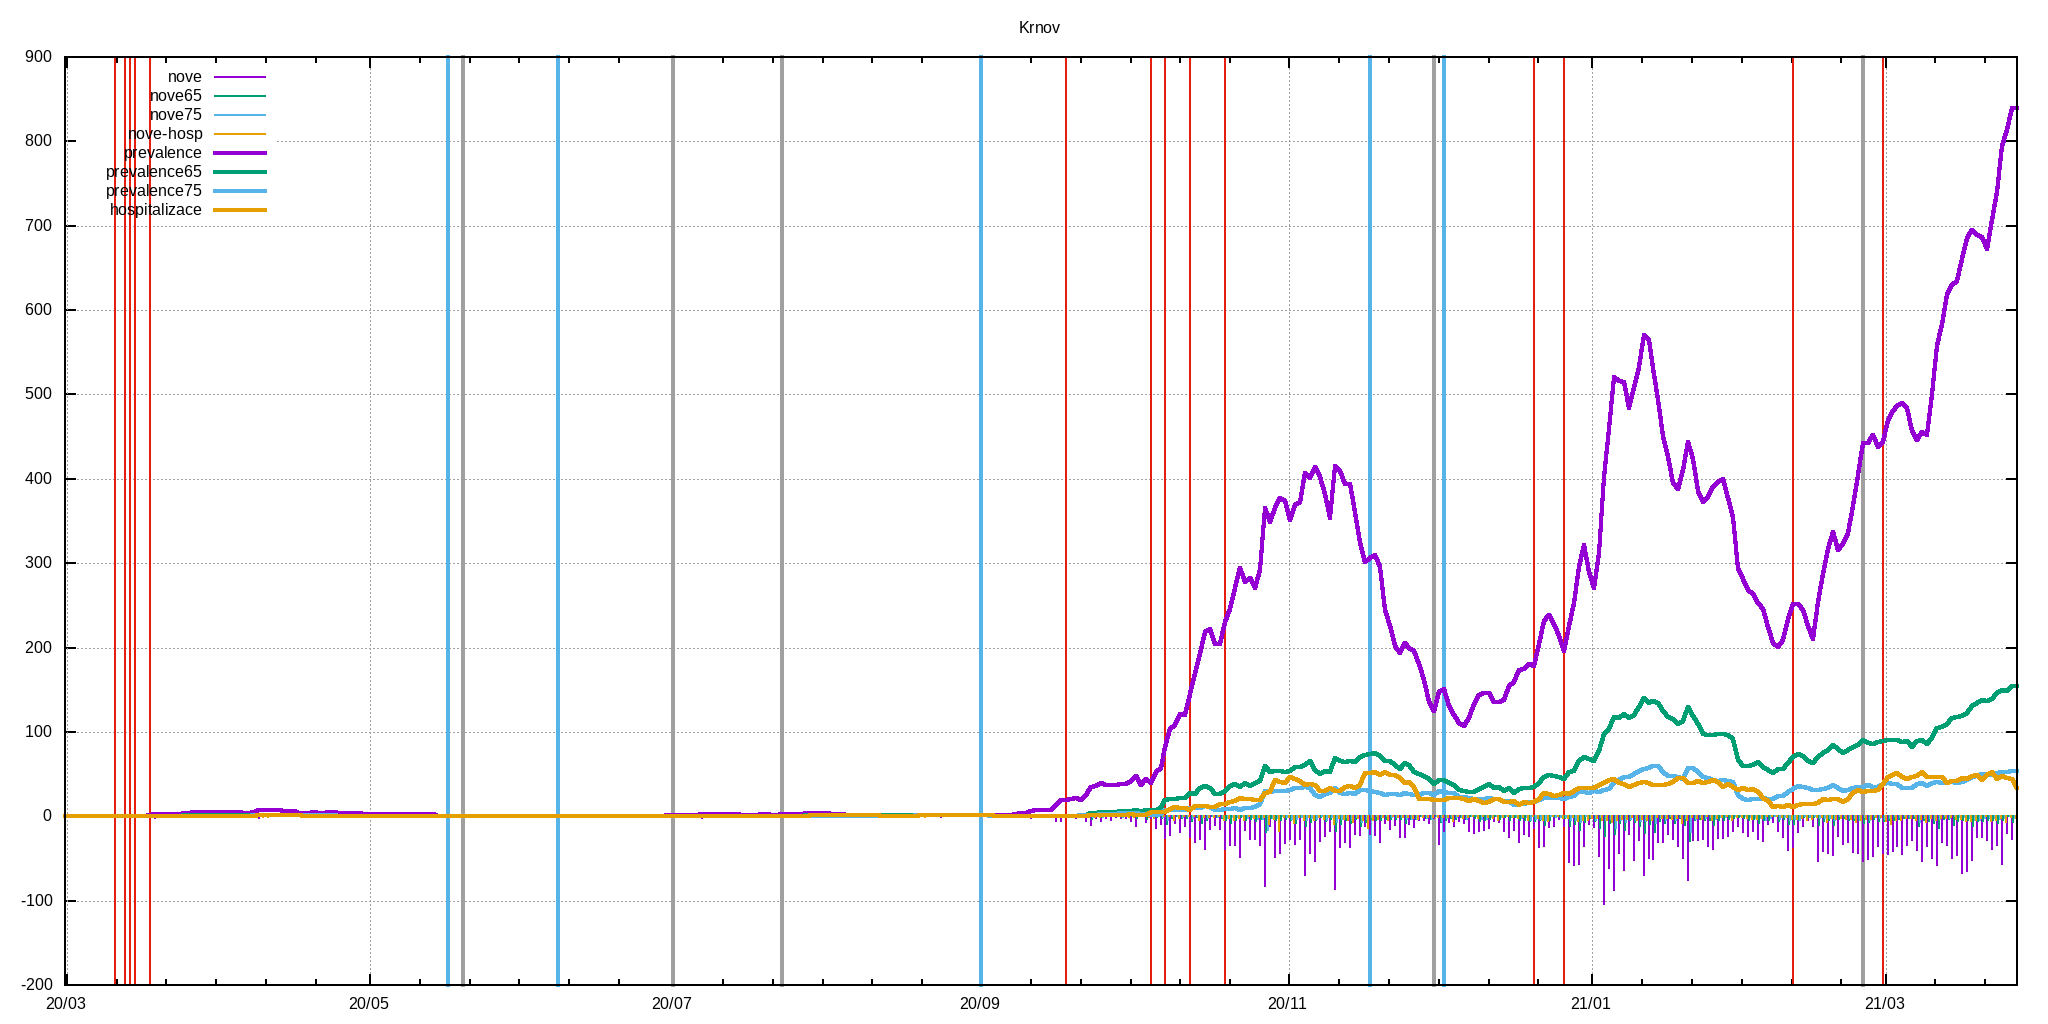 Krnov
900
800
700
600
500
400
300
200
100
0
-100
-200
nove
nove65
nove75
nove-hosp
prevalence
prevalence65
prevalence75
hospitalizace
20/03 20/05 20/07 20/09 20/11 21/01 21/03